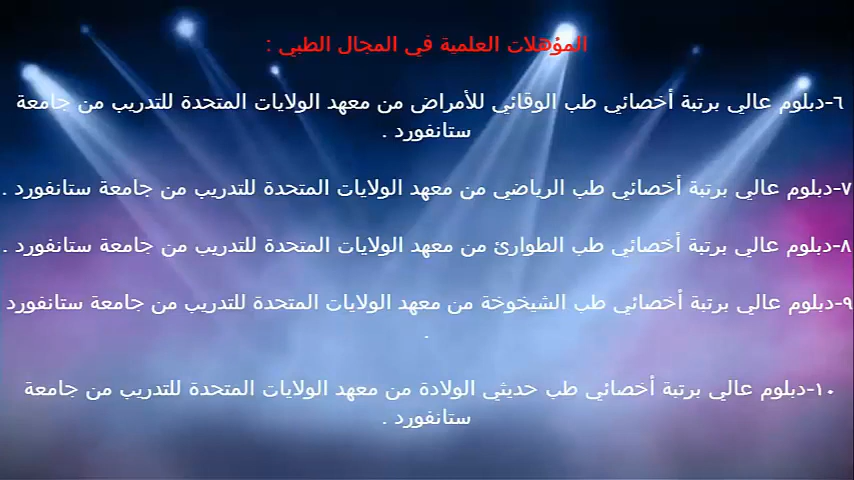 المؤهلات العلمية في المجال الطبي :
٦-دبلوم عالي برتبة أخصائي طب الوقائي للأمراض من معهد الولايات المتحدة للتدريب من جامعة
ستانفورد .
٧-دبلوم عالي برتبة أخصائي طب الرياضي من معهد الولايات المتحدة للتدريب من جامعة ستانفورد .
٨-دبلوم عالي برتبة أخصائي طب الطوارئ من معهد الولايات المتحدة للتدريب من جامعة ستانفورد .
٩-دبلوم عالي برتبة أخصائي طب الشيخوخة من معهد الولايات المتحدة للتدريب من جامعة ستانفورد
.
١٠-دبلوم عالي برتبة أخصائي طب حديثي الولادة من معهد الولايات المتحدة للتدريب من جامعة
ستانفورد .